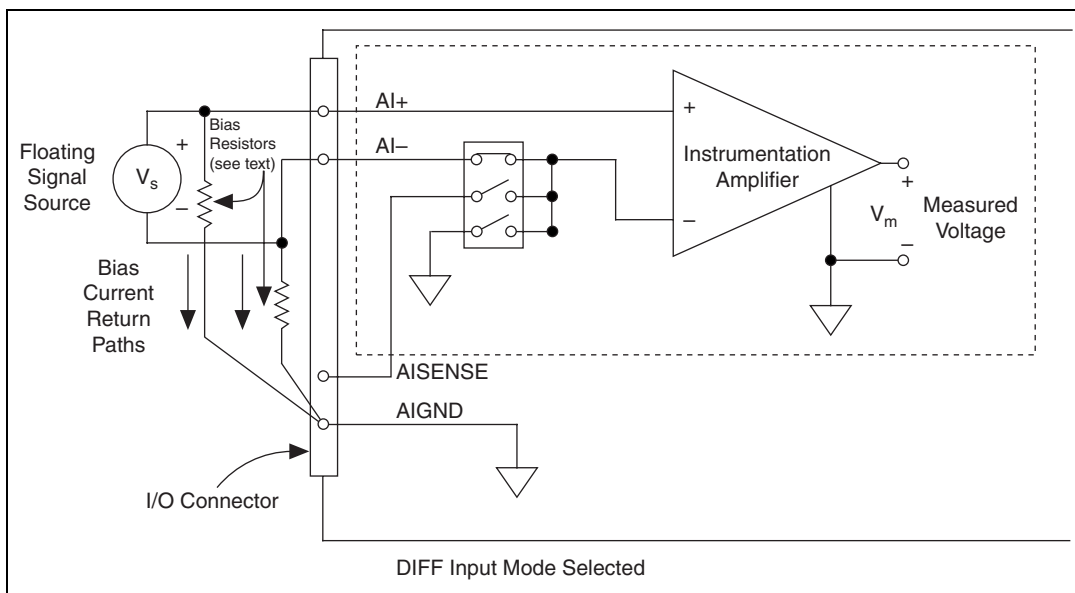 AI+
Bias
Resistors
(see text)
AI–
Floating
Signal
Source
+
Vs
–
+
Instrumentation
Amplifier
–
+
Vm
–
Measured
Voltage
Bias
Current
Return
Paths
AISENSE
AIGND
I/O Connector
DIFF Input Mode Selected